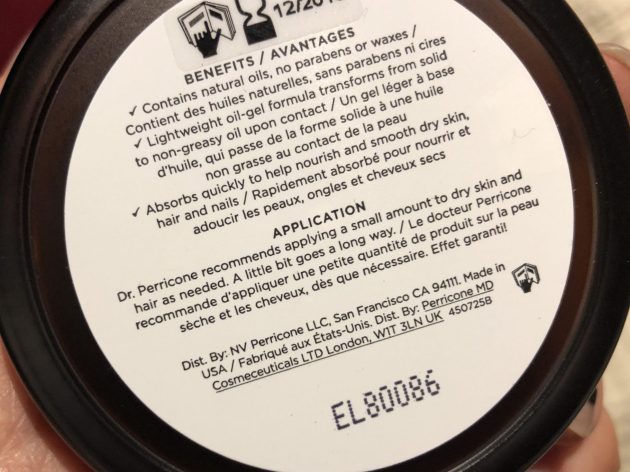 BENEFITS / AVANTAGES
✓ Contains natural oils, no parabens or waxes /
Contient des huiles naturelles, sans parabens ni cires
✓ Lightweight oil-gel formula transforms from solid
to non-greasy oil upon contact / Un gel léger à base
d'huile, qui passe de la forme solide à une huile
non grasse au contact de la peau
✓ Absorbs quickly to help nourish and smooth dry skin,
hair and nails / Rapidement absorbé pour nourrir et
adoucir les peaux, ongles et cheveux secs
APPLICATION
Dr. Perricone recommends applying a small amount to dry skin and
hair as needed. A little bit goes a long way. / Le docteur Perricone
recommande d'appliquer une petite quantité de produit sur la peau
sèche et les cheveux, dès que nécessaire. Effet garanti!
Dist. By: NV Perricone LLC, San Francisco CA 94111. Made in
USA / Fabriqué aux États-Unis. Dist. By: Perricone MD
Cosmeceuticals LTD London, W1T 3LN UK 450725B
EL80086